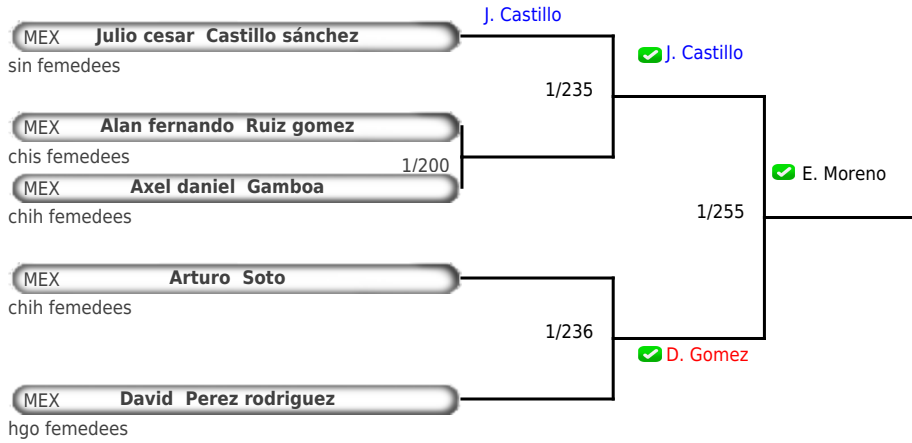 J. Castillo
MEX Julio cesar Castillo sánchez
sin femedees
J. Castillo
1/235
MEX Alan fernando Ruiz gomez
chis femedees
1/200
MEX Axel daniel Gamboa
chih femedees
E. Moreno
1/255
MEX Arturo Soto
chih femedees
1/236
D. Gomez
MEX David Perez rodriguez
hgo femedees